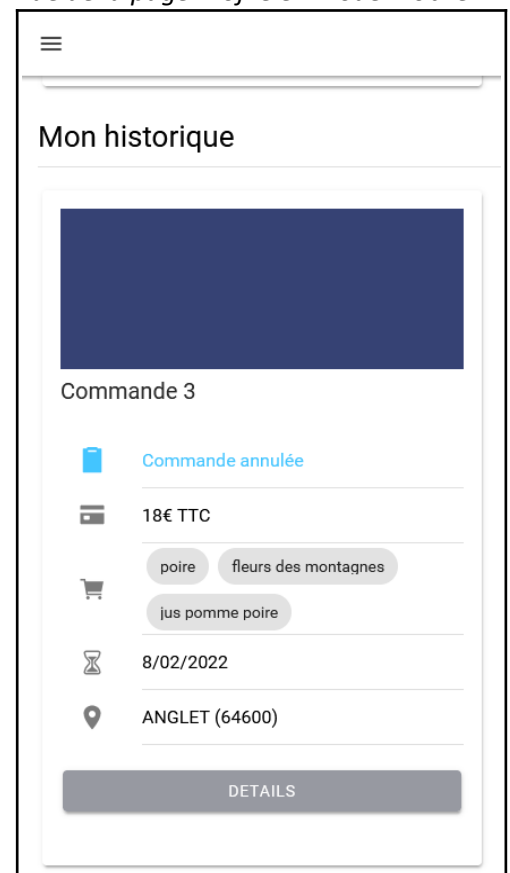 Mon historique
Commande 3
Commande annulée
18€ TTC
poire fleurs des montagnes
jus pomme poire
8/02/2022
ANGLET (64600)
DETAILS